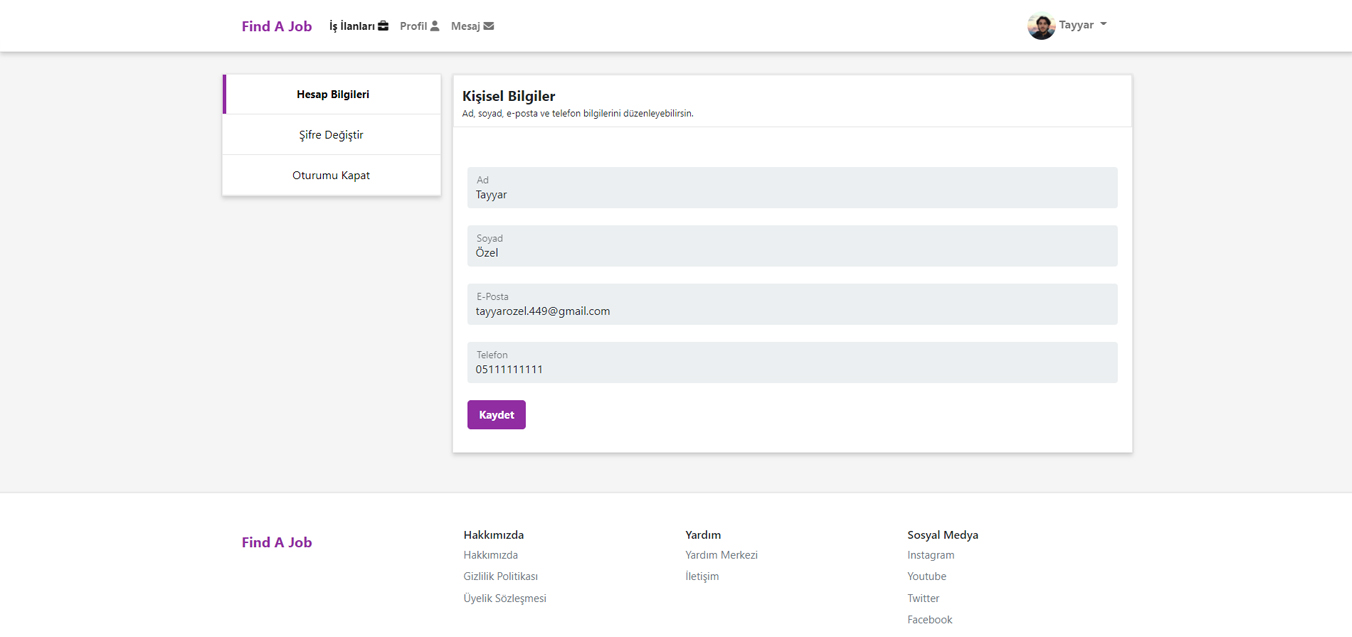 Find A Job İş İlanları Profil Mesaj Tayyar
Hesap Bilgileri
Şifre Değiştir
Oturumu Kapat
Kişisel Bilgiler
Ad, soyad, e-posta ve telefon bilgilerini düzenleyebilirsin.
Ad
Tayyar
Soyad
Özel
E-Posta
tayyarozel.449@gmail.com
Telefon
05111111111
Kaydet
Find A Job
Hakkımızda
Hakkımızda
Gizlilik Politikası
Üyelik Sözleşmesi
Yardım
Yardım Merkezi
İletişim
Sosyal Medya
Instagram
Youtube
Twitter
Facebook